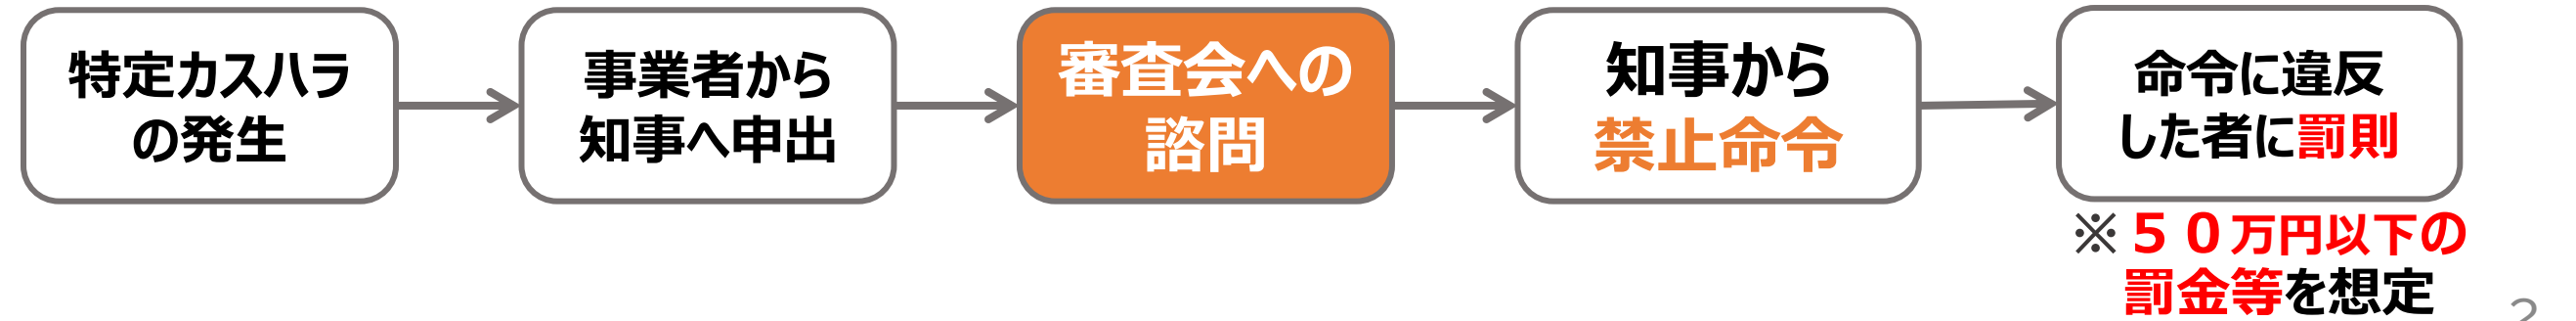 特定カスハラ
の発生
事業者から
知事へ申出
審査会への
諮問
知事から
禁止命令
命令に違反
した者に罰則
※５０万円以下の
罰金等を想定